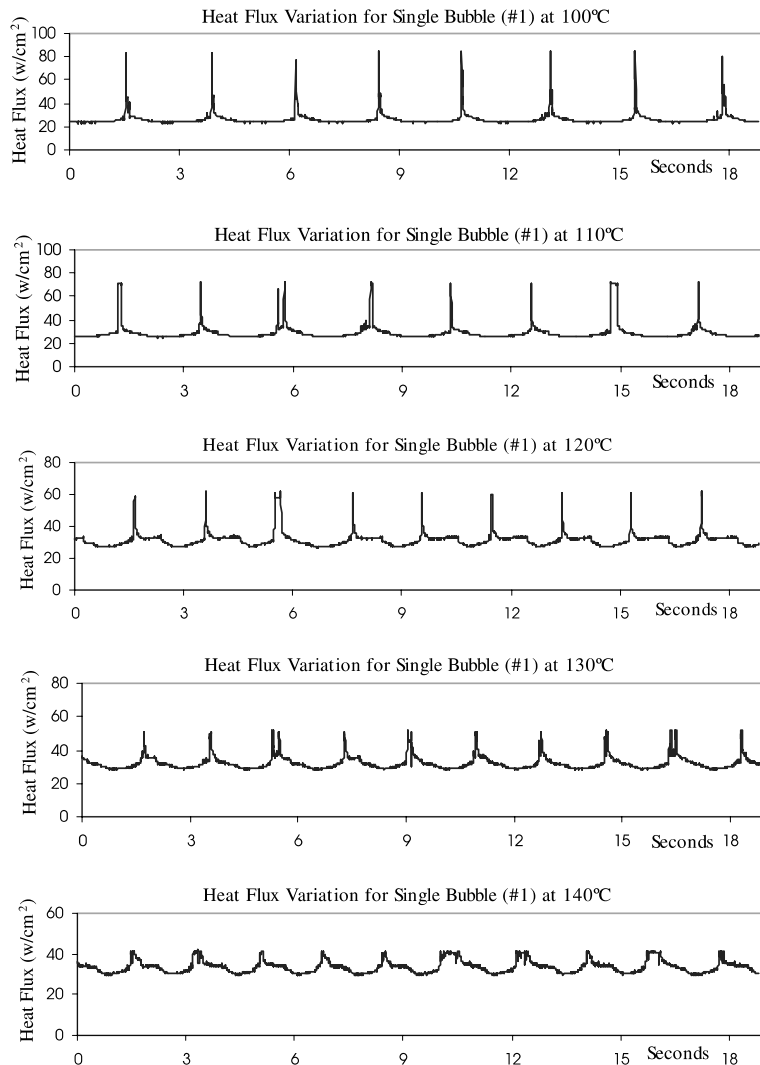 Heat Flux Variation for Single Bubble (#1) at 100ºC
Heat Flux (w/cm²)
100
80
60
40
20
0
0 3 6 9 12 15 Seconds 18
Heat Flux Variation for Single Bubble (#1) at 110ºC
Heat Flux (w/cm²)
100
80
60
40
20
0
0 3 6 9 12 15 Seconds 18
Heat Flux Variation for Single Bubble (#1) at 120ºC
Heat Flux (w/cm²)
80
60
40
20
0
0 3 6 9 12 15 Seconds 18
Heat Flux Variation for Single Bubble (#1) at 130ºC
Heat Flux (w/cm²)
80
60
40
20
0
0 3 6 9 12 15 Seconds 18
Heat Flux Variation for Single Bubble (#1) at 140ºC
Heat Flux (w/cm²)
60
40
20
0
0 3 6 9 12 15 Seconds 18